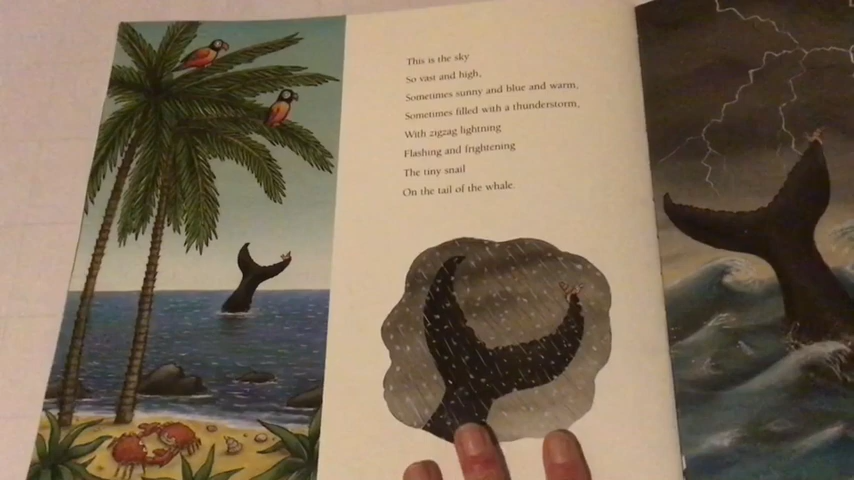 This is the sky
So vast and high,
Sometimes sunny and blue and warm,
Sometimes filled with a thunderstorm,
With zigzag lightning
Flashing and frightening
The tiny snail
On the tail of the whale.